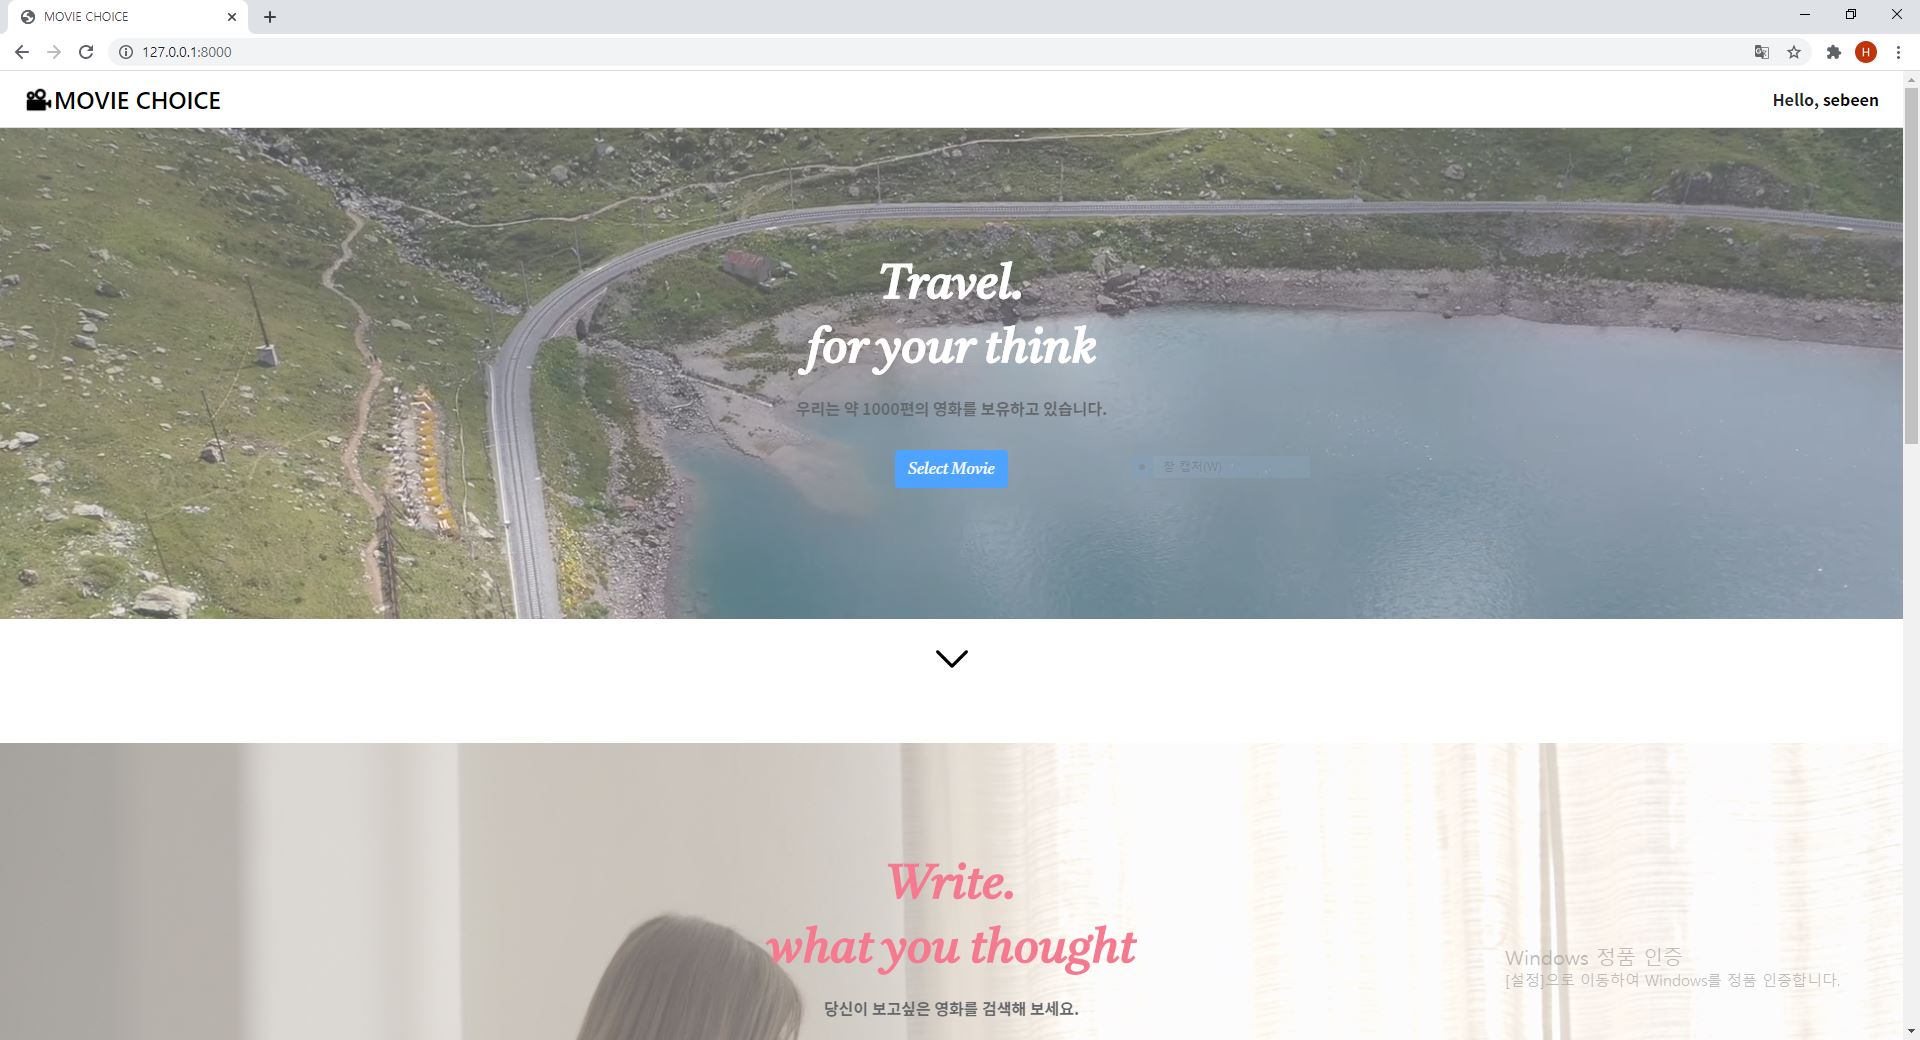 MOVIE CHOICE
127.0.0.1:8000
H
MOVIE CHOICE
Hello, sebeen
Travel.
for your think
우리는 약 1000편의 영화를 보유하고 있습니다.
Select Movie
창 캡처(W)
Write.
what you thought
당신이 보고싶은 영화를 검색해 보세요.
Windows 정품 인증
[설정]으로 이동하여 Windows를 정품 인증합니다.